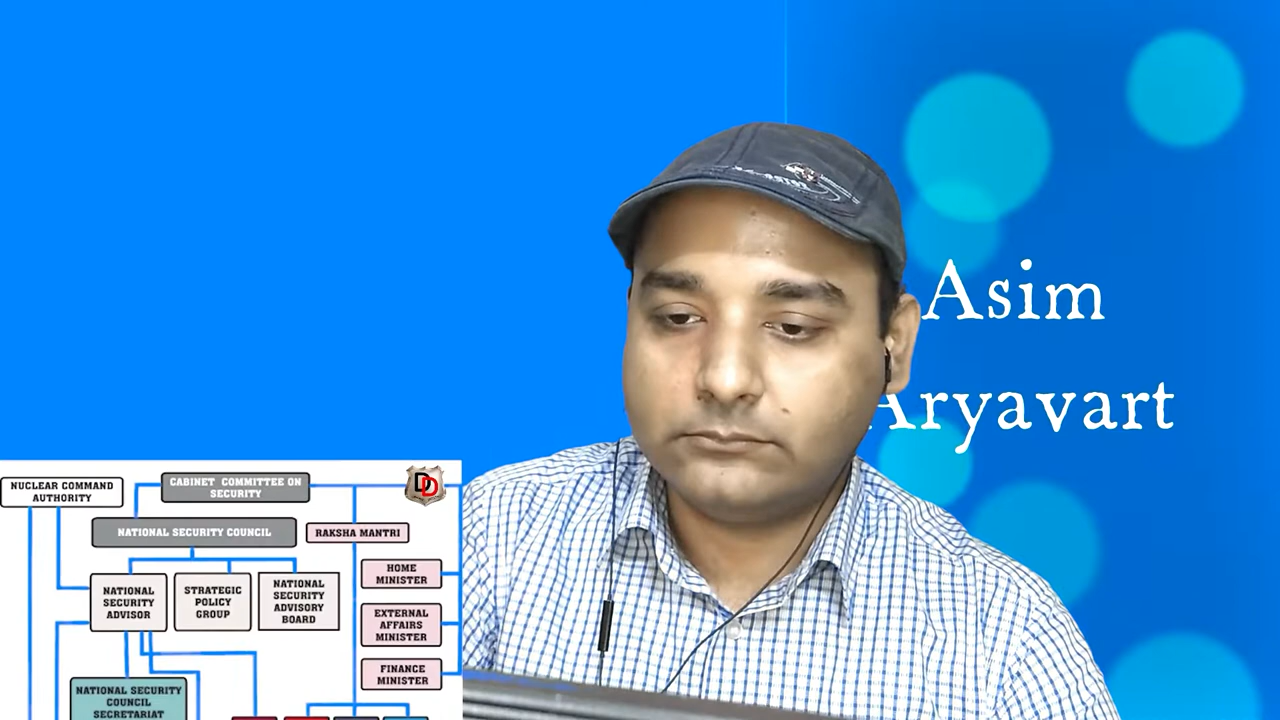 Asim
Aryavart
NUCLEAR COMMAND
AUTHORITY
CABINET COMMITTEE ON
SECURITY
DD
NATIONAL SECURITY COUNCIL
RAKSHA MANTRI
HOME
MINISTER
NATIONAL
SECURITY
ADVISOR
STRATEGIC
POLICY
GROUP
NATIONAL
SECURITY
ADVISORY
BOARD
EXTERNAL
AFFAIRS
MINISTER
FINANCE
MINISTER
NATIONAL SECURITY
COUNCIL
SECRETARIAT